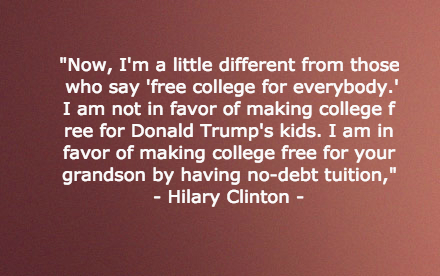 "Now, I'm a little different from those
who say 'free college for everybody.'
I am not in favor of making college f
ree for Donald Trump's kids. I am in
favor of making college free for your
grandson by having no-debt tuition,"
- Hilary Clinton -